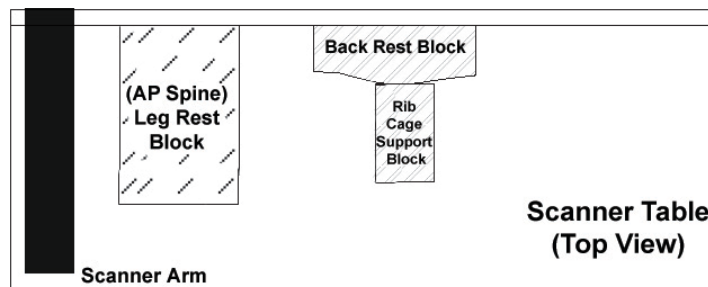 Back Rest Block
(AP Spine)
Leg Rest
Block
Rib
Cage
Support
Block
Scanner Table
(Top View)
Scanner Arm